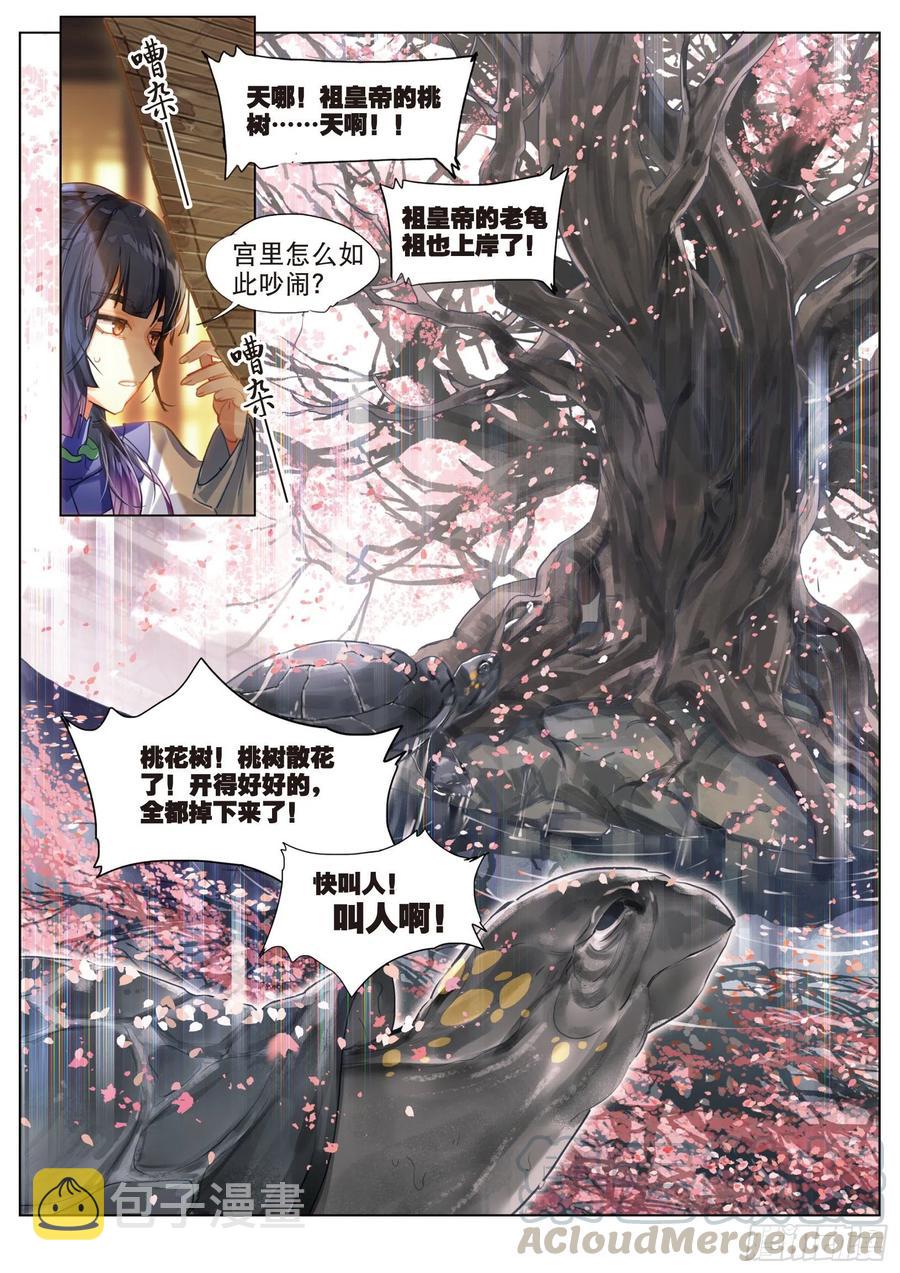 嘈杂
天哪！祖皇帝的桃
树……天啊！！
祖皇帝的老龟
祖也上岸了！
宫里怎么如
此吵闹？
嘈杂
桃花树！桃树散花
了！开得好好的，
全都掉下来了！
快叫人！
叫人啊！
包子漫畫
ACloudMerge.com